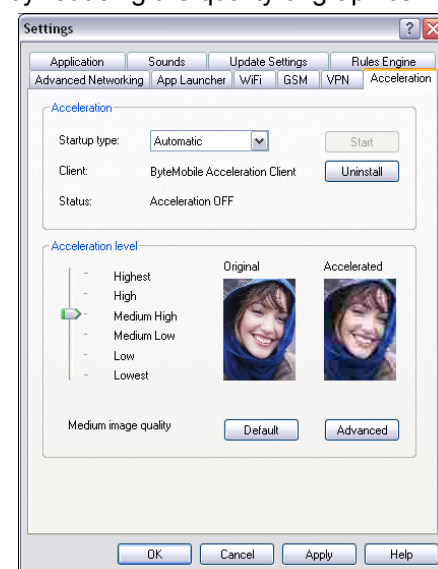 Settings
Application Sounds Update Settings Rules Engine
Advanced Networking App Launcher WiFi GSM VPN Acceleration
Acceleration
Startup type: Automatic Start
Client: ByteMobile Acceleration Client Uninstall
Status: Acceleration OFF
Acceleration level
Original Accelerated
Highest
High
Medium High
Medium Low
Low
Lowest
Medium image quality Default Advanced
OK Cancel Apply Help